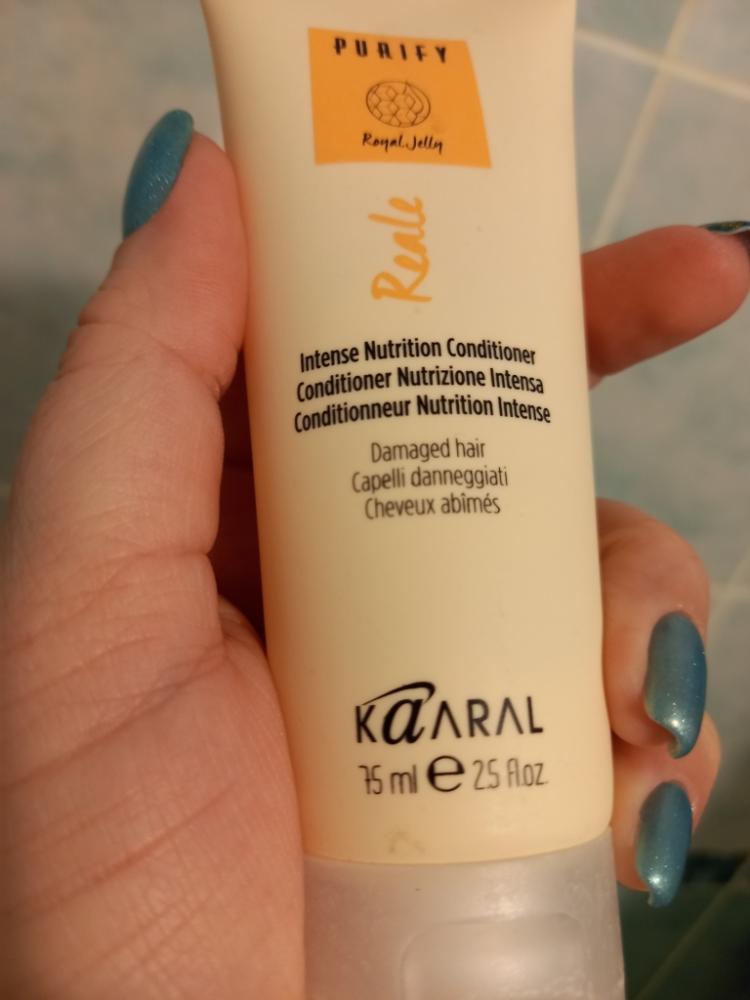 PURIFY
Royal Jelly
Reale
Intense Nutrition Conditioner
Conditioner Nutrizione Intensa
Conditionneur Nutrition Intense
Damaged hair
Capelli danneggiati
Cheveux abîmés
KaARAL
75 ml e 2.5 fl.oz.